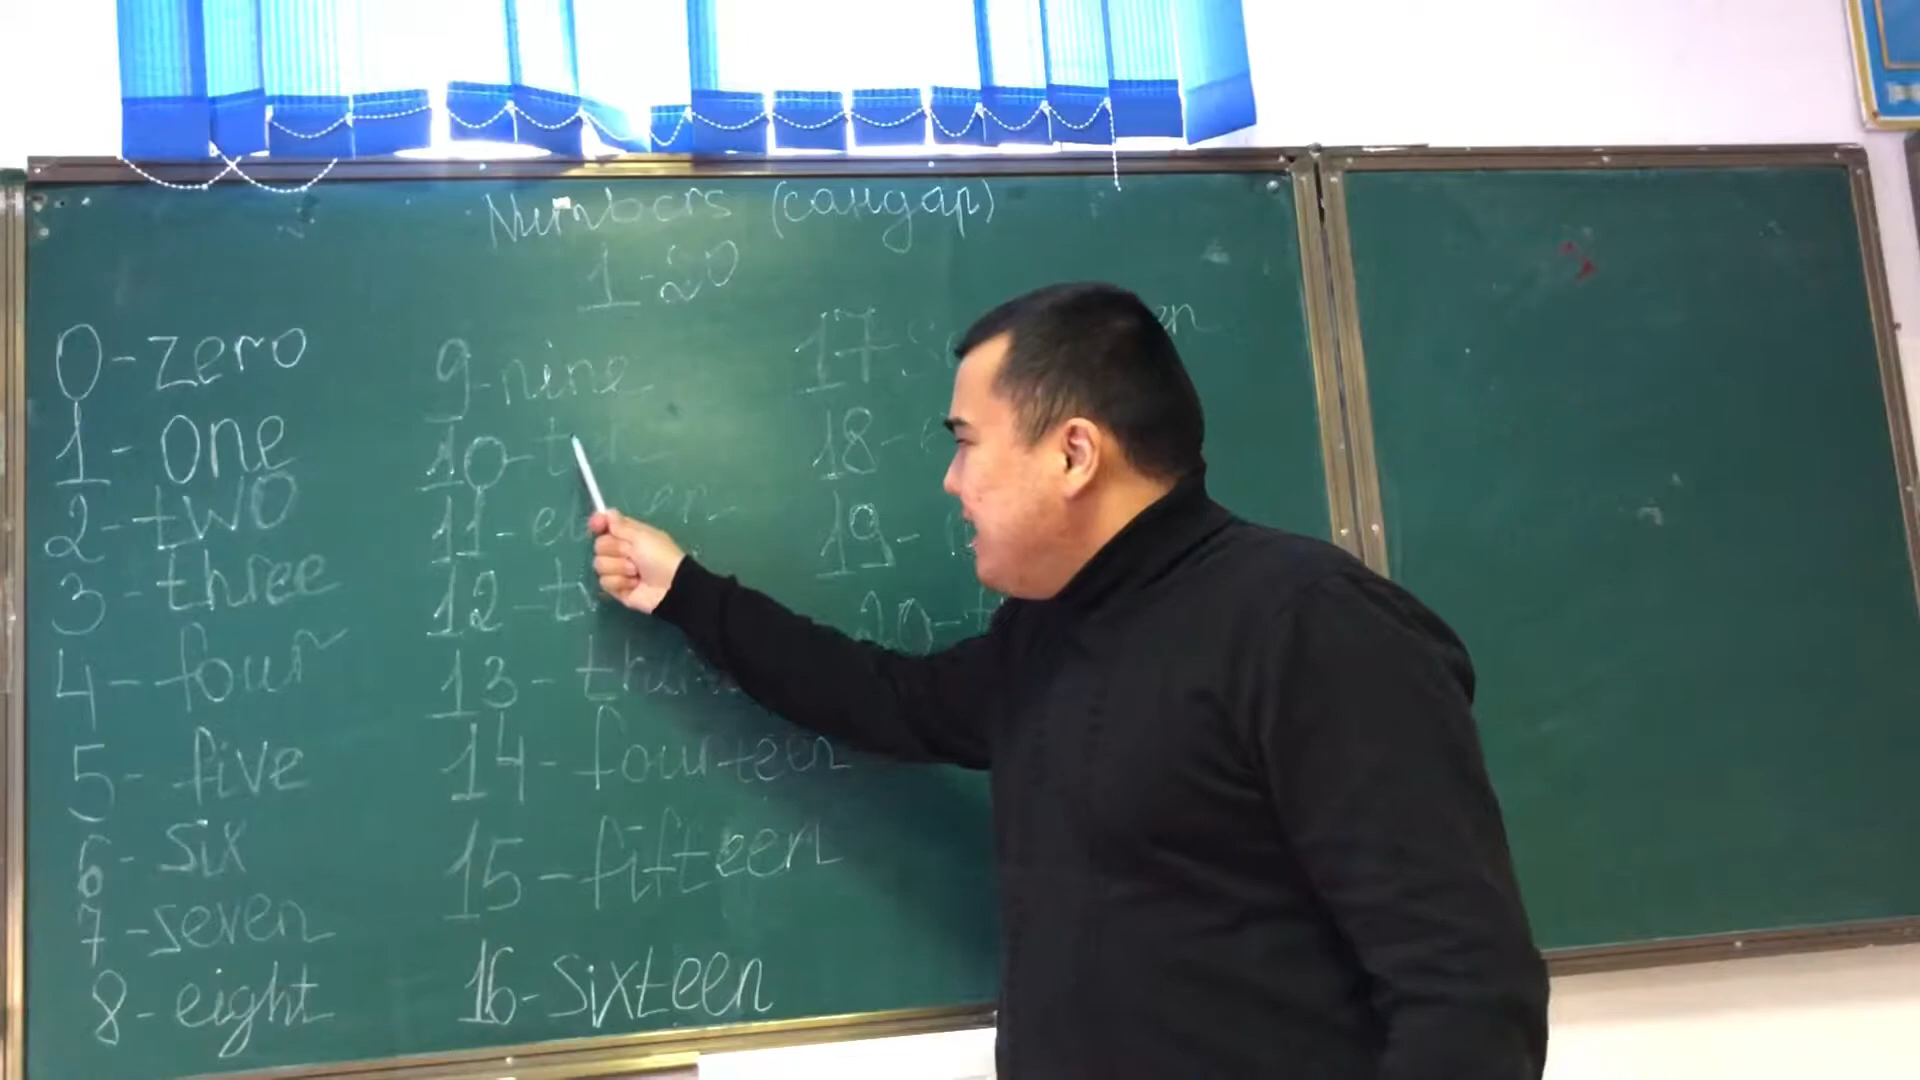 Numbers (сандар)
1-20
0-zero
1-one
2-two
3-three
4-four
5-five
6-six
7-seven
8-eight
9-nine
10-
11-
12-
13-
14-fourteen
15-fifteen
16-sixteen
17-
18-
19-
20-